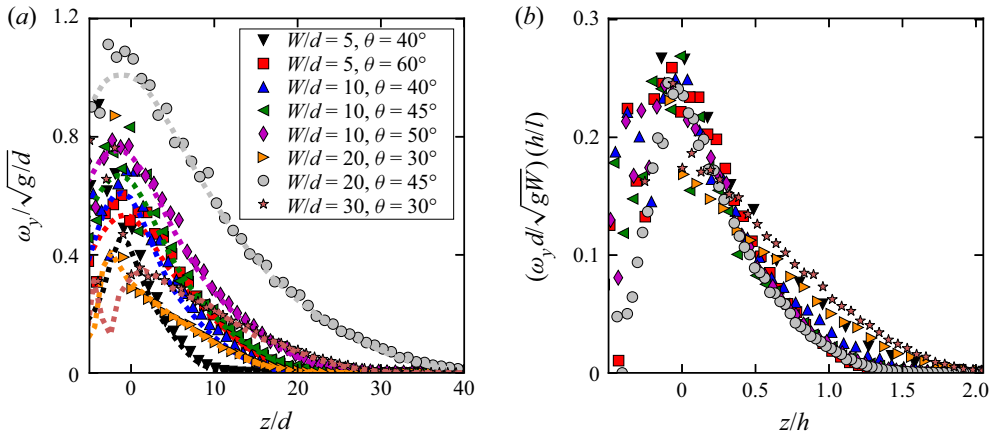 (a)
ω_y/√g/d
1.2
0.8
0.4
0
0
10
20
30
40
z/d
W/d = 5, θ = 40°
W/d = 5, θ = 60°
W/d = 10, θ = 40°
W/d = 10, θ = 45°
W/d = 10, θ = 50°
W/d = 20, θ = 30°
W/d = 20, θ = 45°
W/d = 30, θ = 30°
(b)
(ω_y d/√gW) (h/l)
0.3
0.2
0.1
0
0
0.5
1.0
1.5
2.0
z/h